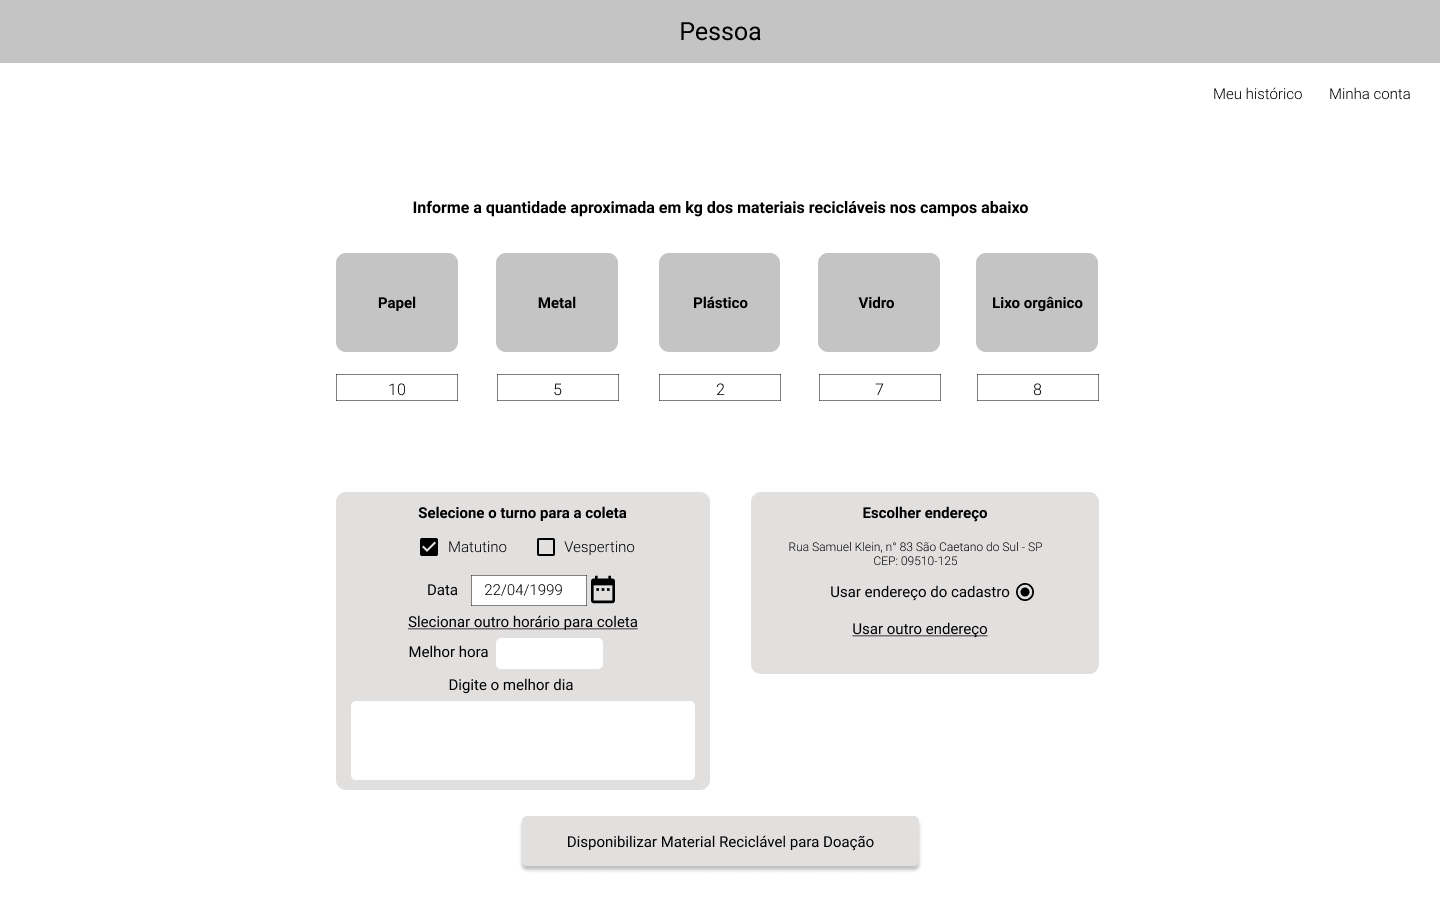 Pessoa
Meu histórico
Minha conta
Informe a quantidade aproximada em kg dos materiais recicláveis nos campos abaixo
Papel
Metal
Plástico
Vidro
Lixo orgânico
10
5
2
7
8
Selecione o turno para a coleta
Matutino
Vespertino
Data
22/04/1999
Slecionar outro horário para coleta
Melhor hora
Digite o melhor dia
Escolher endereço
Rua Samuel Klein, n° 83 São Caetano do Sul - SP
CEP: 09510-125
Usar endereço do cadastro
Usar outro endereço
Disponibilizar Material Reciclável para Doação